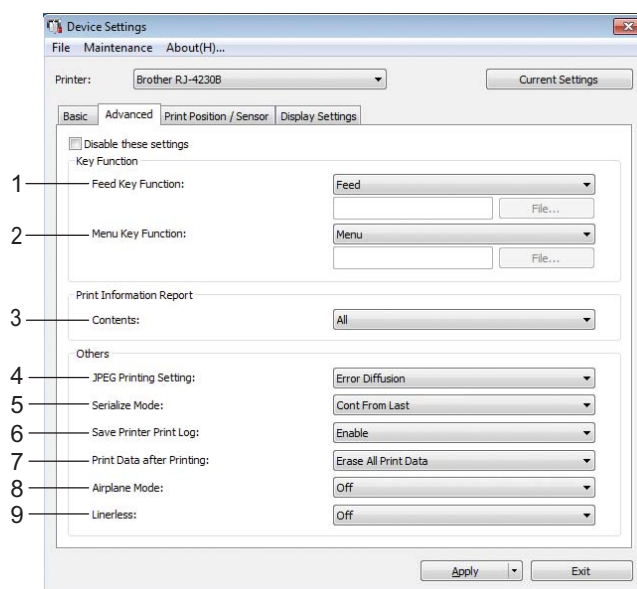 Device Settings
File Maintenance About(H)...
Printer: Brother RJ-4230B Current Settings
Basic Advanced Print Position / Sensor Display Settings
Disable these settings
Key Function
1 Feed Key Function: Feed
File...
2 Menu Key Function: Menu
File...
Print Information Report
3 Contents: All
Others
4 JPEG Printing Setting: Error Diffusion
5 Serialize Mode: Cont From Last
6 Save Printer Print Log: Enable
7 Print Data after Printing: Erase All Print Data
8 Airplane Mode: Off
9 Linerless: Off
Apply Exit